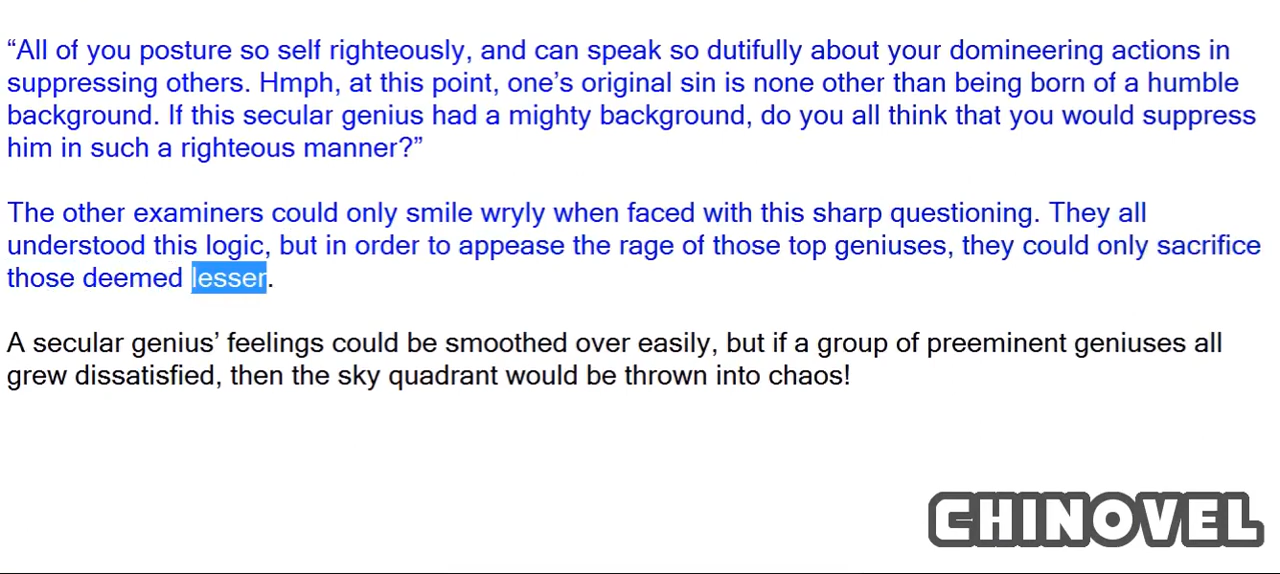 “All of you posture so self righteously, and can speak so dutifully about your domineering actions in
suppressing others. Hmph, at this point, one’s original sin is none other than being born of a humble
background. If this secular genius had a mighty background, do you all think that you would suppress
him in such a righteous manner?”
The other examiners could only smile wryly when faced with this sharp questioning. They all
understood this logic, but in order to appease the rage of those top geniuses, they could only sacrifice
those deemed lesser.
A secular genius’ feelings could be smoothed over easily, but if a group of preeminent geniuses all
grew dissatisfied, then the sky quadrant would be thrown into chaos!
CHINOVEL